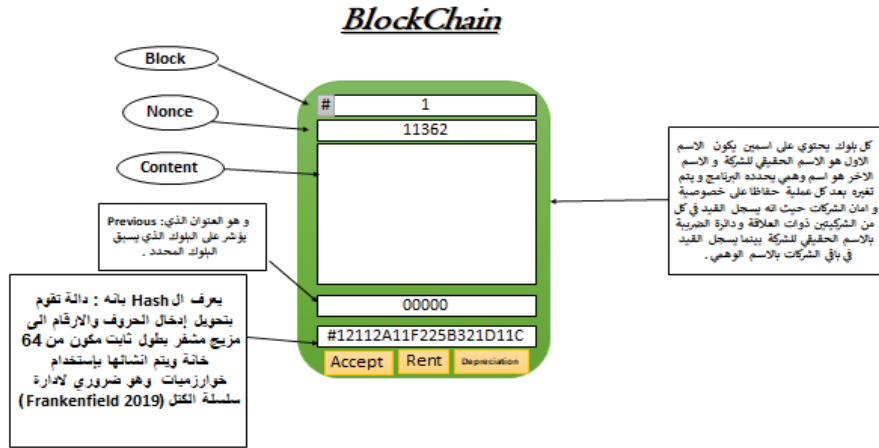 BlockChain
Block
# 1
Nonce
11362
Content
كل بلوك يحتوي على اسمين يكون الاسم
الاول هو الاسم الحقيقي للشركة و الاسم
الاخر هو اسم وهمي يحدده البرنامج و يتم
تغيره بعد كل عملية حفاظا على خصوصية
و امان الشركات حيث انه يسجل القيد في كل
من الشركيتين ذوات العلاقة و دائرة الضريبة
بالاسم الحقيقي للشركة بينما يسجل القيد
في باقي الشركات بالاسم الوهمي .
و هو العنوان الذي: Previous
يؤشر على البلوك الذي يسبق
البلوك المحدد .
00000
يعرف ال Hash بانه : دالة تقوم
بتحويل إدخال الحروف والارقام الى
مزيج مشفر بطول ثابت مكون من 64
خانة ويتم انشائها بإستخدام
خوارزميات وهو ضروري لادارة
سلسلة الكتل (Frankenfield 2019)
#12112A11F225B321D11C
Accept Rent Depreciation